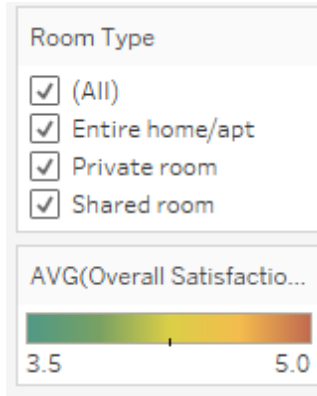 Room Type
(All)
Entire home/apt
Private room
Shared room
AVG(Overall Satisfactio...
3.5 5.0